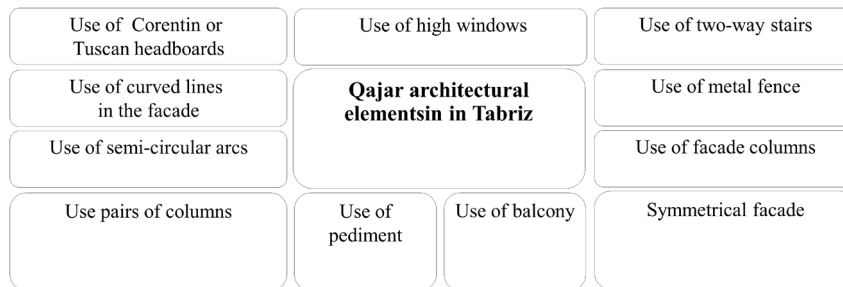 Use of Corentin or
Tuscan headboards
Use of high windows
Use of two-way stairs
Use of curved lines
in the facade
Qajar architectural
elementsin in Tabriz
Use of metal fence
Use of semi-circular arcs
Use of facade columns
Use pairs of columns
Use of
pediment
Use of balcony
Symmetrical facade